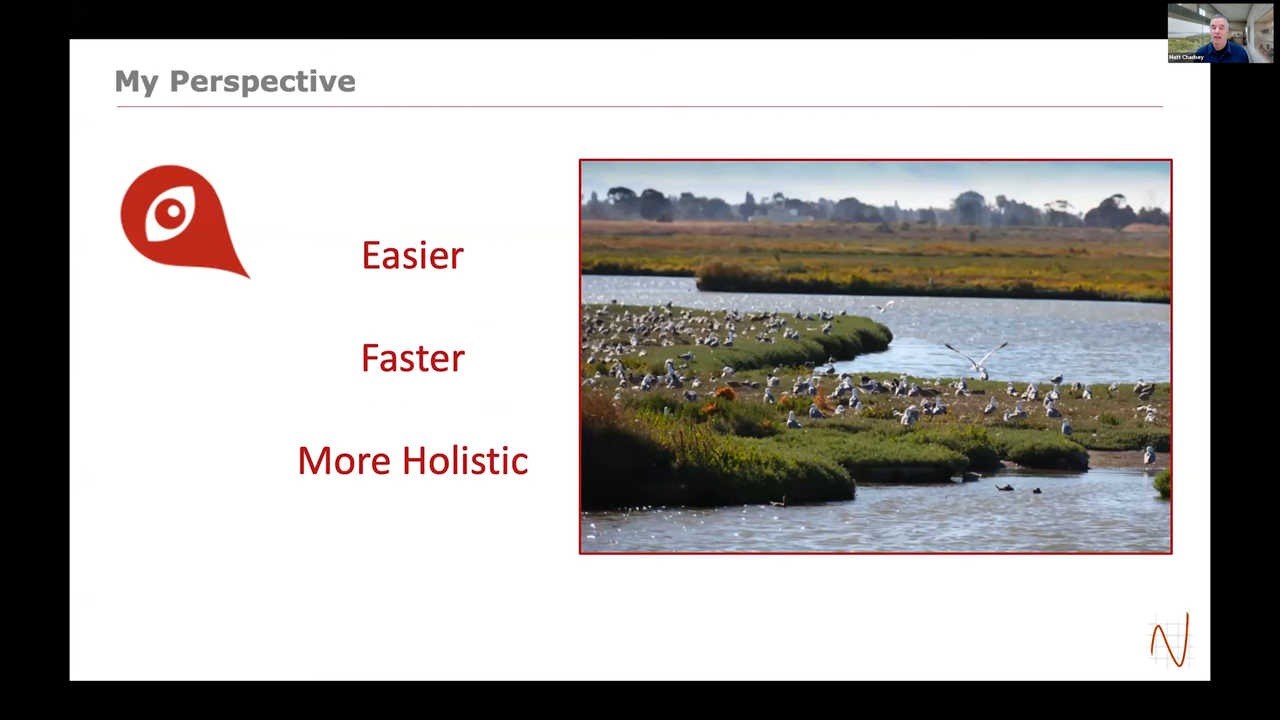 My Perspective
Easier
Faster
More Holistic
Matt Chadsey